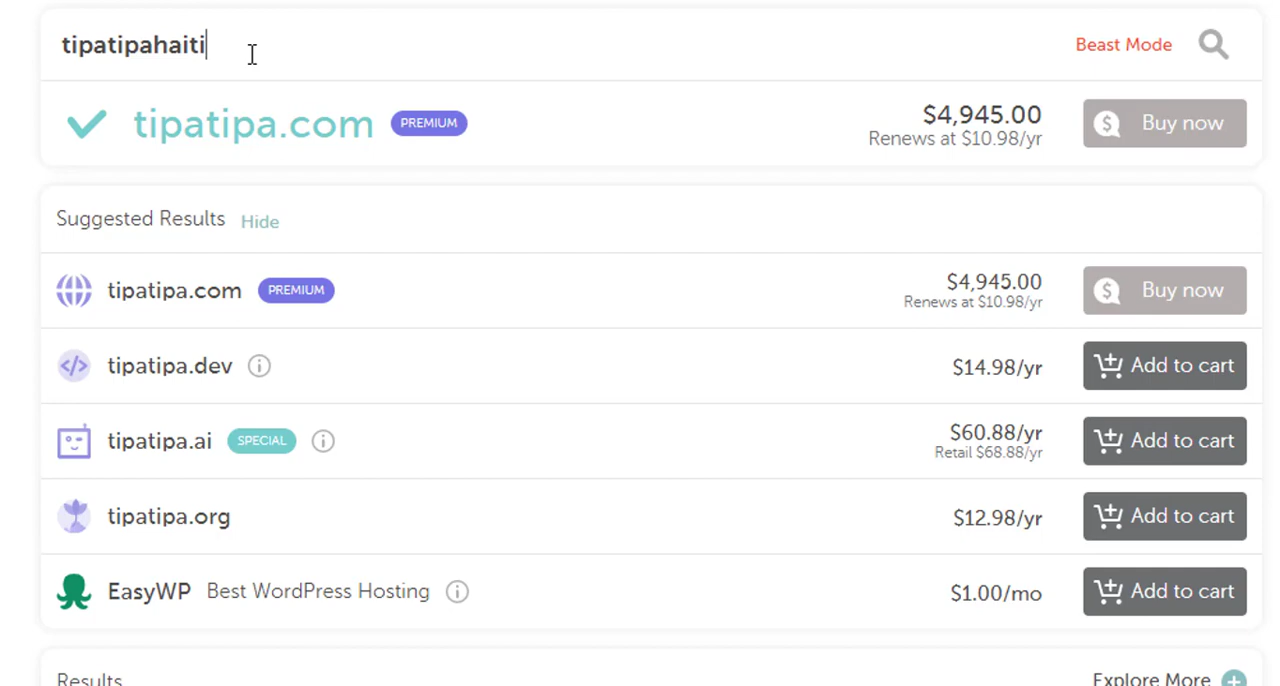 tipatipahaiti Beast Mode
tipatipa.com PREMIUM $4,945.00 Buy now
Renews at $10.98/yr
Suggested Results Hide
tipatipa.com PREMIUM $4,945.00 Buy now
Renews at $10.98/yr
tipatipa.dev $14.98/yr Add to cart
tipatipa.ai SPECIAL $60.88/yr Add to cart
Retail $68.88/yr
tipatipa.org $12.98/yr Add to cart
EasyWP Best WordPress Hosting $1.00/mo Add to cart
Results Explore More